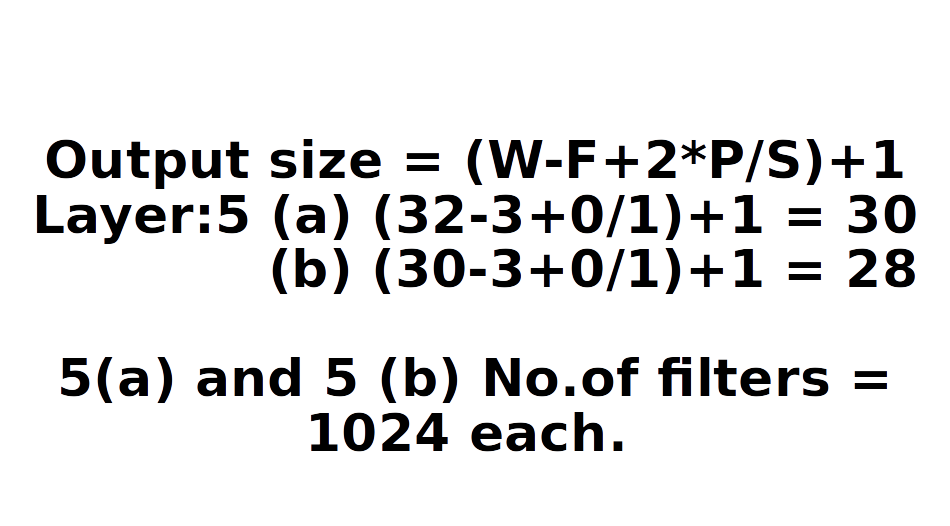 Output size = (W-F+2*P/S)+1
Layer:5 (a) (32-3+0/1)+1 = 30
(b) (30-3+0/1)+1 = 28
5(a) and 5 (b) No.of filters =
1024 each.